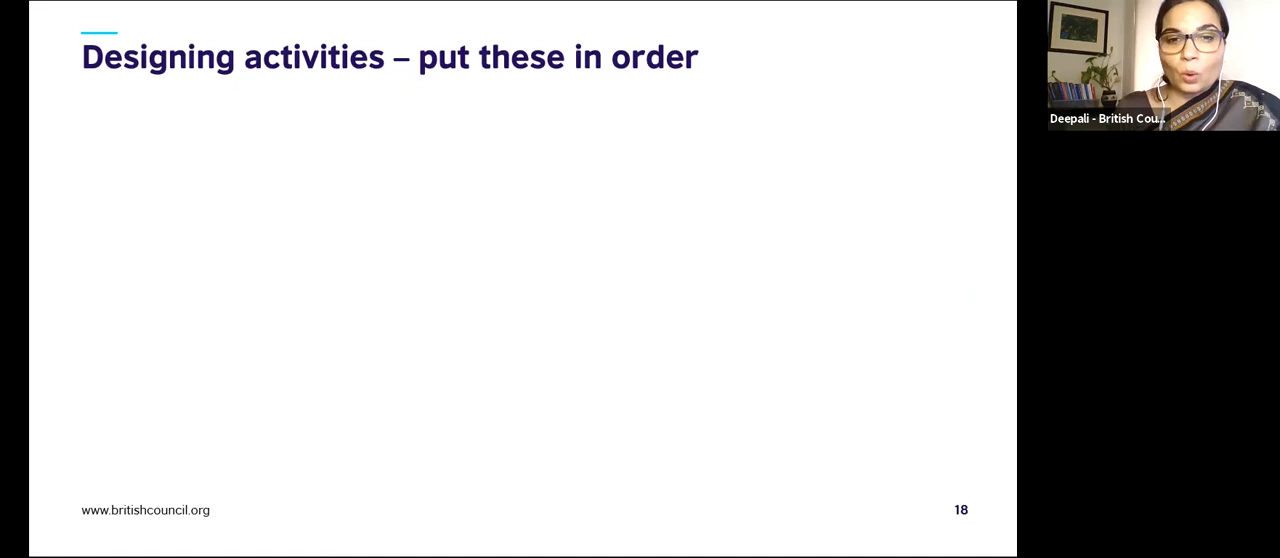 Designing activities – put these in order
Deepali - British Cou...
www.britishcouncil.org
18